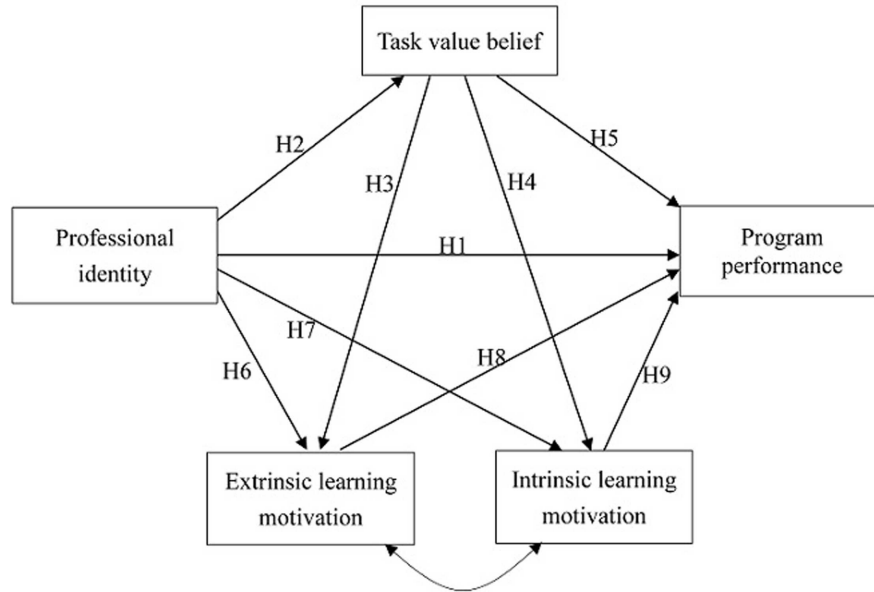 Task value belief
H2
H5
H3
H4
Professional
identity
H1
Program
performance
H7
H8
H6
H9
Extrinsic learning
motivation
Intrinsic learning
motivation